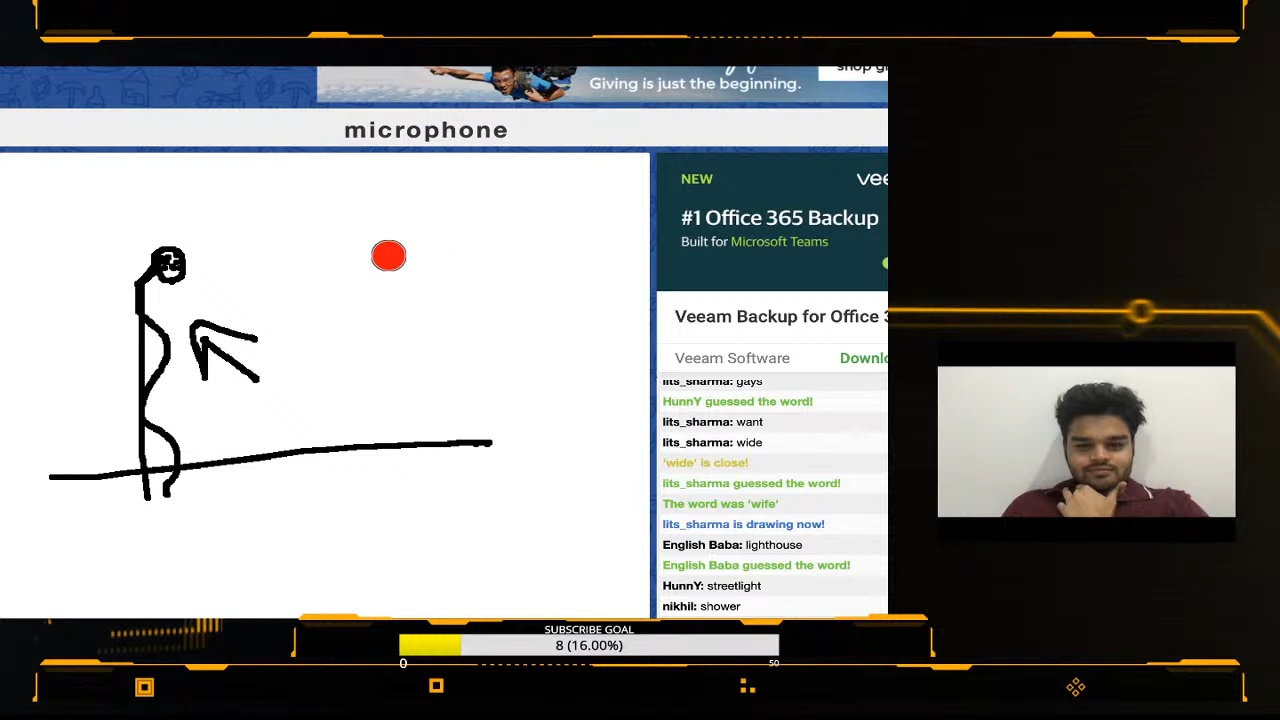 Giving is just the beginning.
microphone
NEW
#1 Office 365 Backup
Built for Microsoft Teams
Veeam Backup for Office
Veeam Software
lits_sharma: gays
HunnY guessed the word!
lits_sharma: want
lits_sharma: wide
'wide' is close!
lits_sharma guessed the word!
The word was 'wife'
lits_sharma is drawing now!
English Baba: lighthouse
English Baba guessed the word!
HunnY: streetlight
nikhil: shower
SUBSCRIBE GOAL
8 (16.00%)
0
50